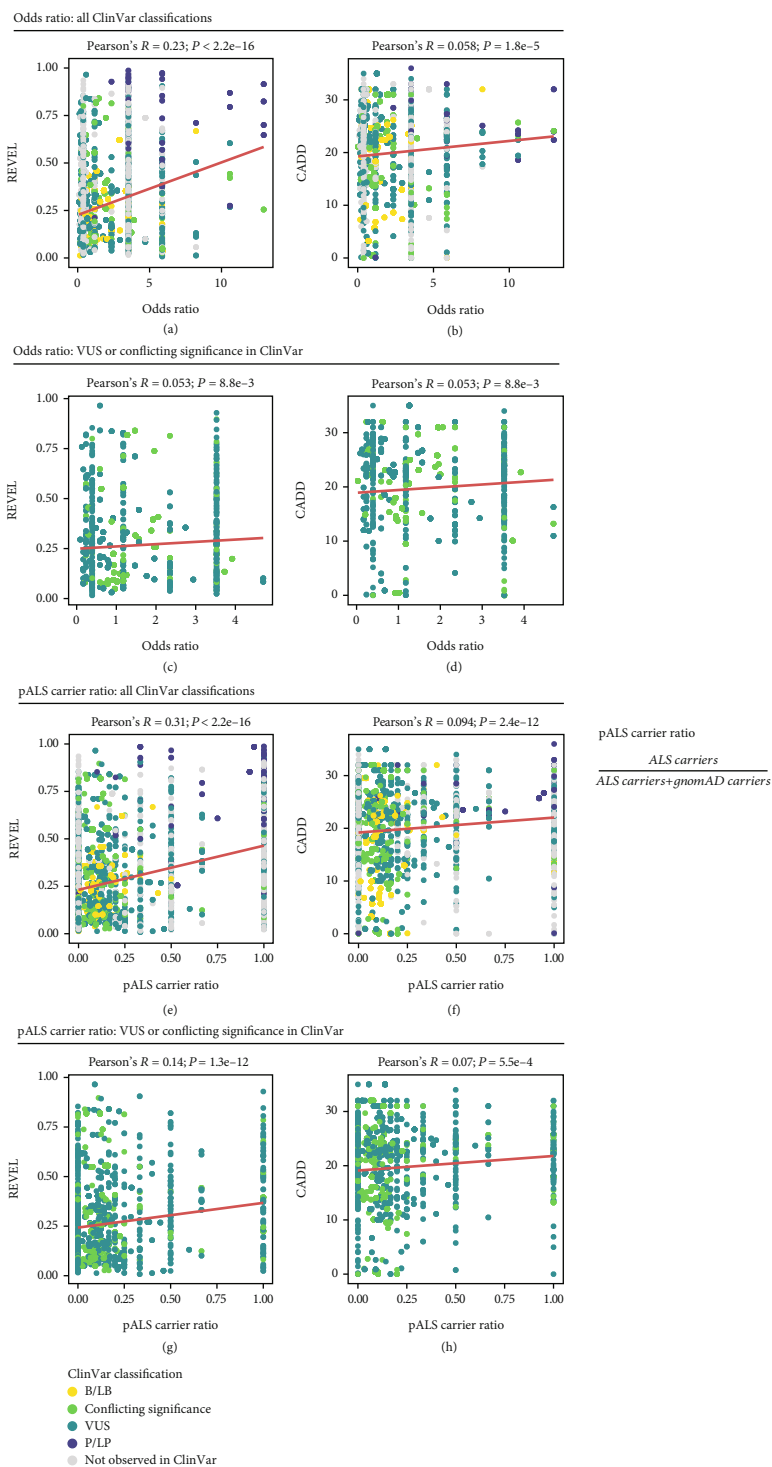 Odds ratio: all ClinVar classifications
Pearson's R = 0.23; P < 2.2e–16
Pearson's R = 0.058; P = 1.8e–5
1.00
0.75
0.50
0.25
0.00
REVEL
0 5 10
Odds ratio
(a)
30
20
10
0
CADD
0 5 10
Odds ratio
(b)
Odds ratio: VUS or conflicting significance in ClinVar
Pearson's R = 0.053; P = 8.8e–3
Pearson's R = 0.053; P = 8.8e–3
1.00
0.75
0.50
0.25
0.00
REVEL
0 1 2 3 4
Odds ratio
(c)
30
20
10
0
CADD
0 1 2 3 4
Odds ratio
(d)
pALS carrier ratio: all ClinVar classifications
Pearson's R = 0.31; P < 2.2e–16
Pearson's R = 0.094; P = 2.4e–12
1.00
0.75
0.50
0.25
0.00
REVEL
0.00 0.25 0.50 0.75 1.00
pALS carrier ratio
(e)
30
20
10
0
CADD
0.00 0.25 0.50 0.75 1.00
pALS carrier ratio
(f)
pALS carrier ratio
ALS carriers
ALS carriers+gnomAD carriers
pALS carrier ratio: VUS or conflicting significance in ClinVar
Pearson's R = 0.14; P = 1.3e–12
Pearson's R = 0.07; P = 5.5e–4
1.00
0.75
0.50
0.25
0.00
REVEL
0.00 0.25 0.50 0.75 1.00
pALS carrier ratio
(g)
30
20
10
0
CADD
0.00 0.25 0.50 0.75 1.00
pALS carrier ratio
(h)
ClinVar classification
B/LB
Conflicting significance
VUS
P/LP
Not observed in ClinVar